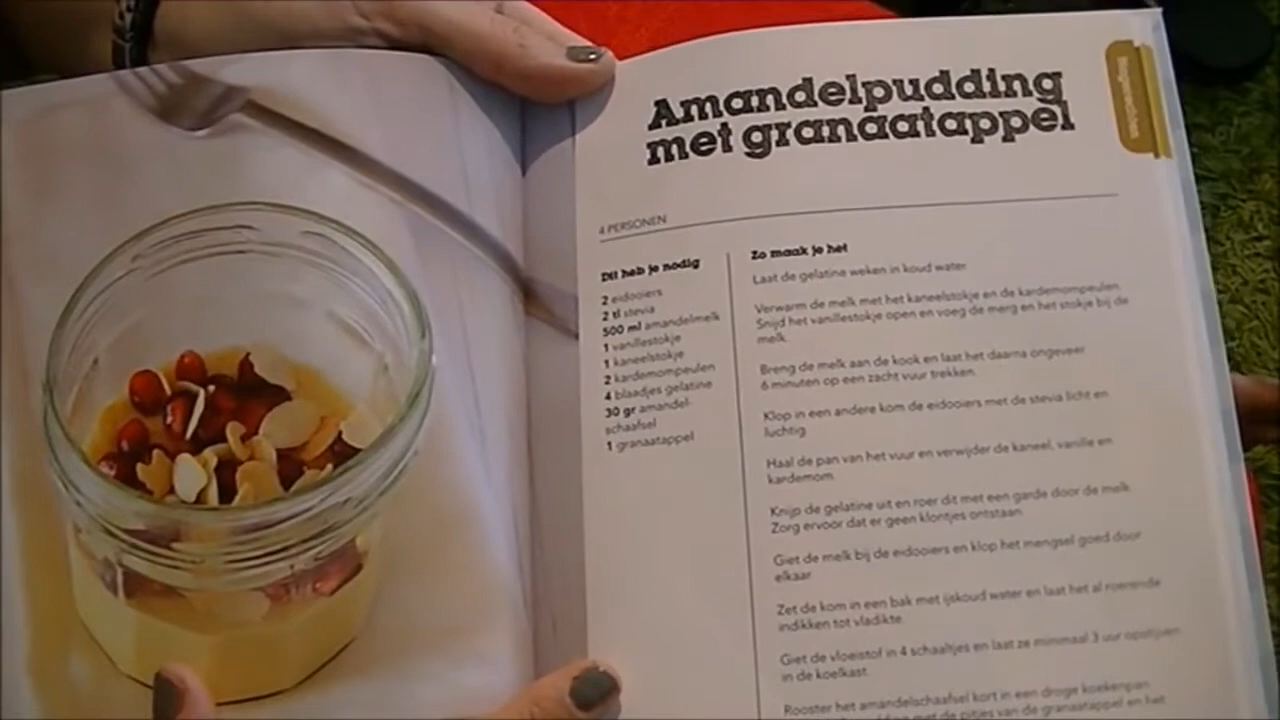 Amandelpudding
met granaatappel
4 PERSONEN
Dit heb je nodig
2 eidooiers
2 tl stevia
500 ml amandelmelk
1 vanillestokje
1 kaneelstokje
2 kardemompeulen
4 blaadjes gelatine
30 gr amandel-
schaafsel
1 granaatappel
Zo maak je het
Laat de gelatine weken in koud water.
Verwarm de melk met het kaneelstokje en de kardemompeulen.
Snijd het vanillestokje open en voeg de merg en het stokje bij de
melk.
Breng de melk aan de kook en laat het daarna ongeveer
6 minuten op een zacht vuur trekken.
Klop in een andere kom de eidooiers met de stevia licht en
luchtig.
Haal de pan van het vuur en verwijder de kaneel, vanille en
kardemom.
Knijp de gelatine uit en roer dit met een garde door de melk.
Zorg ervoor dat er geen klontjes ontstaan.
Giet de melk bij de eidooiers en klop het mengsel goed door
elkaar.
Zet de kom in een bak met ijskoud water en laat het al roerende
indikken tot vladikte.
Giet de vloeistof in 4 schaaltjes en laat ze minimaal 3 uur opstijven
in de koelkast.
Rooster het amandelschaafsel kort in een droge koekenpan.
met de pitjes van de granaatappel en het